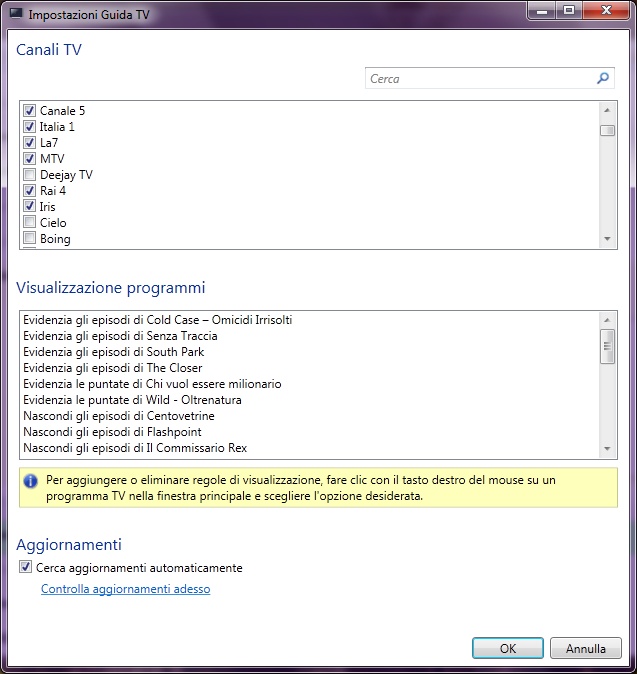 Impostazioni Guida TV
Canali TV
Cerca
Canale 5
Italia 1
La7
MTV
Deejay TV
Rai 4
Iris
Cielo
Boing
Visualizzazione programmi
Evidenzia gli episodi di Cold Case – Omicidi Irrisolti
Evidenzia gli episodi di Senza Traccia
Evidenzia gli episodi di South Park
Evidenzia gli episodi di The Closer
Evidenzia le puntate di Chi vuol essere milionario
Evidenzia le puntate di Wild - Oltrenatura
Nascondi gli episodi di Centovetrine
Nascondi gli episodi di Flashpoint
Nascondi gli episodi di Il Commissario Rex
Per aggiungere o eliminare regole di visualizzazione, fare clic con il tasto destro del mouse su un
programma TV nella finestra principale e scegliere l'opzione desiderata.
Aggiornamenti
Cerca aggiornamenti automaticamente
Controlla aggiornamenti adesso
OK
Annulla